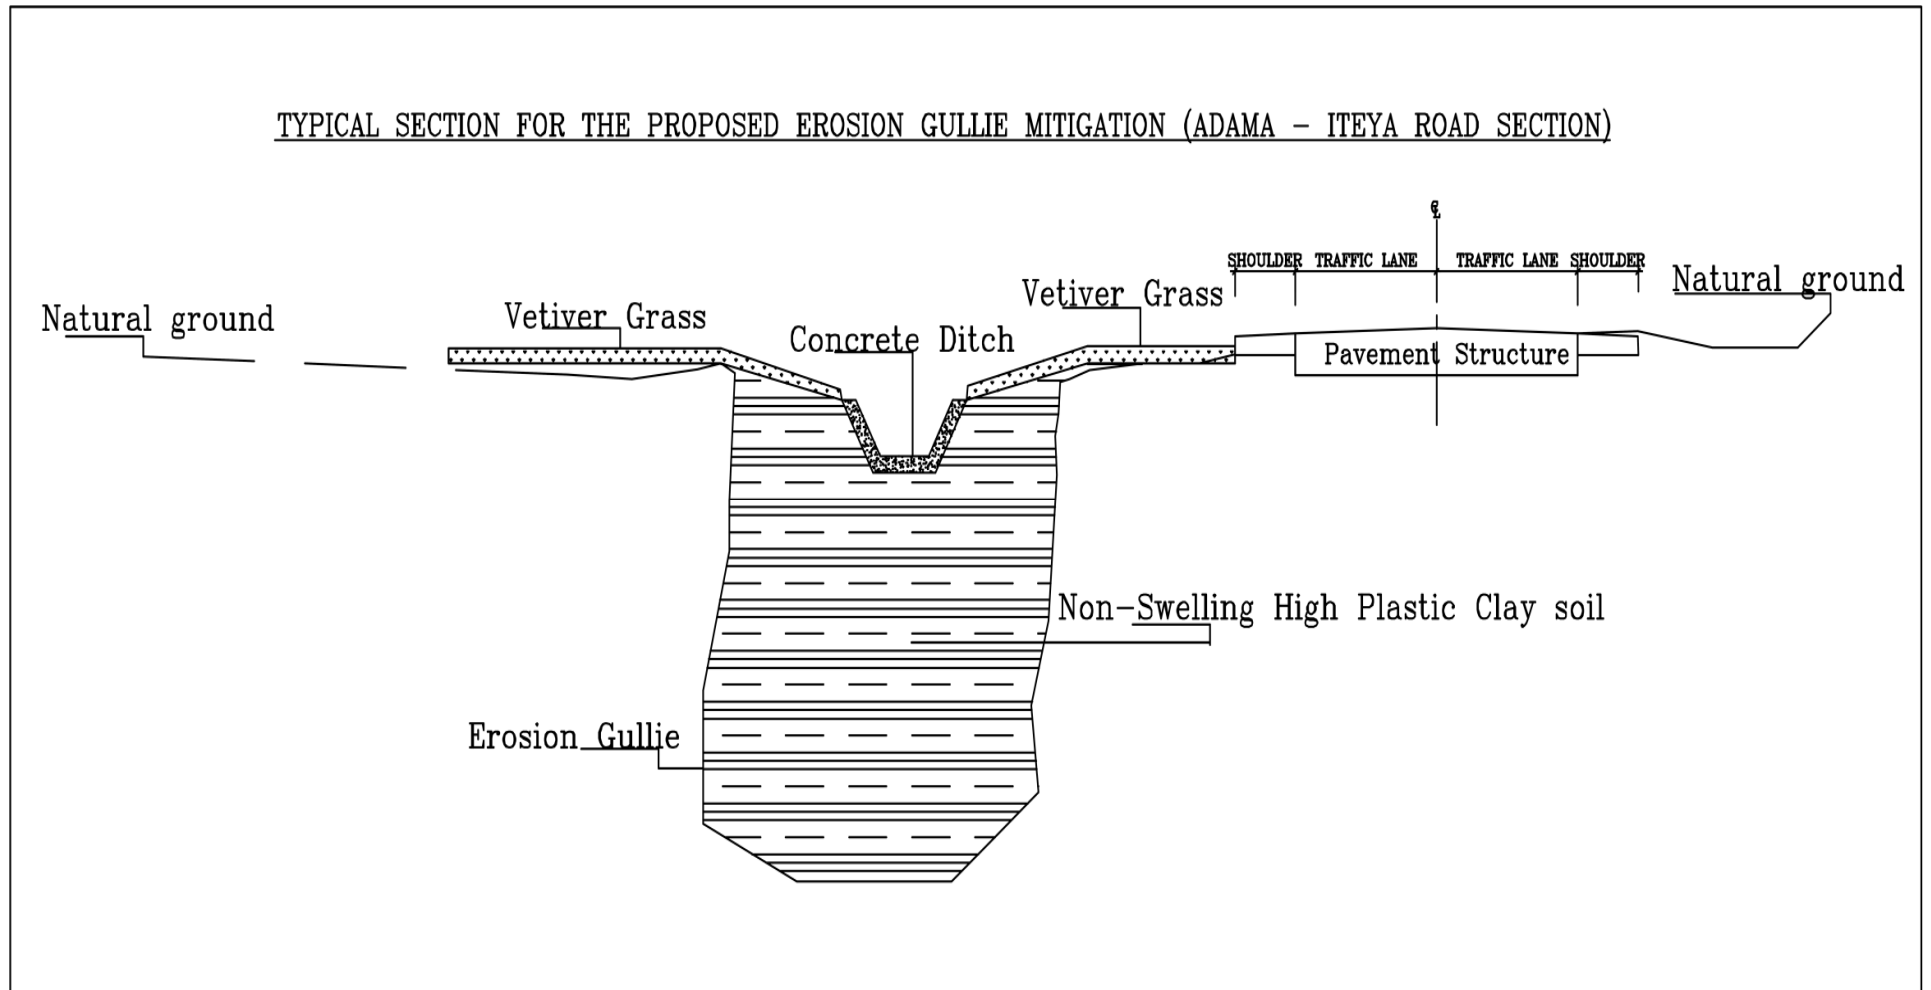 TYPICAL SECTION FOR THE PROPOSED EROSION GULLIE MITIGATION (ADAMA - ITEYA ROAD SECTION)
℄
SHOULDER TRAFFIC LANE TRAFFIC LANE SHOULDER
Natural ground
Vetiver Grass
Natural ground
Vetiver Grass
Concrete Ditch
Pavement Structure
Non-Swelling High Plastic Clay soil
Erosion Gullie